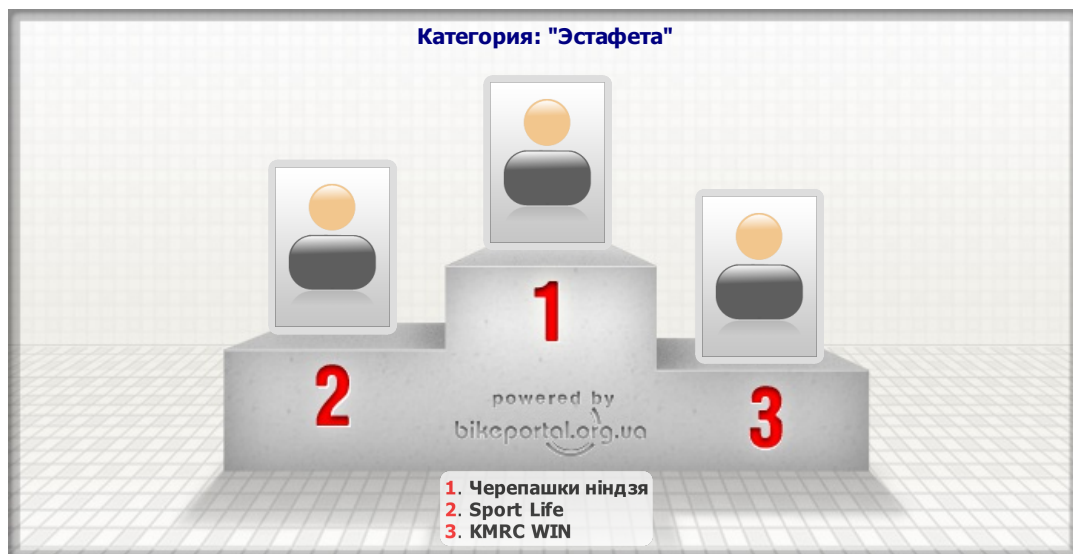 Категория: "Эстафета"
1
2
3
powered by
bikeportal.org.ua
1. Черепашки ніндзя
2. Sport Life
3. KMRC WIN